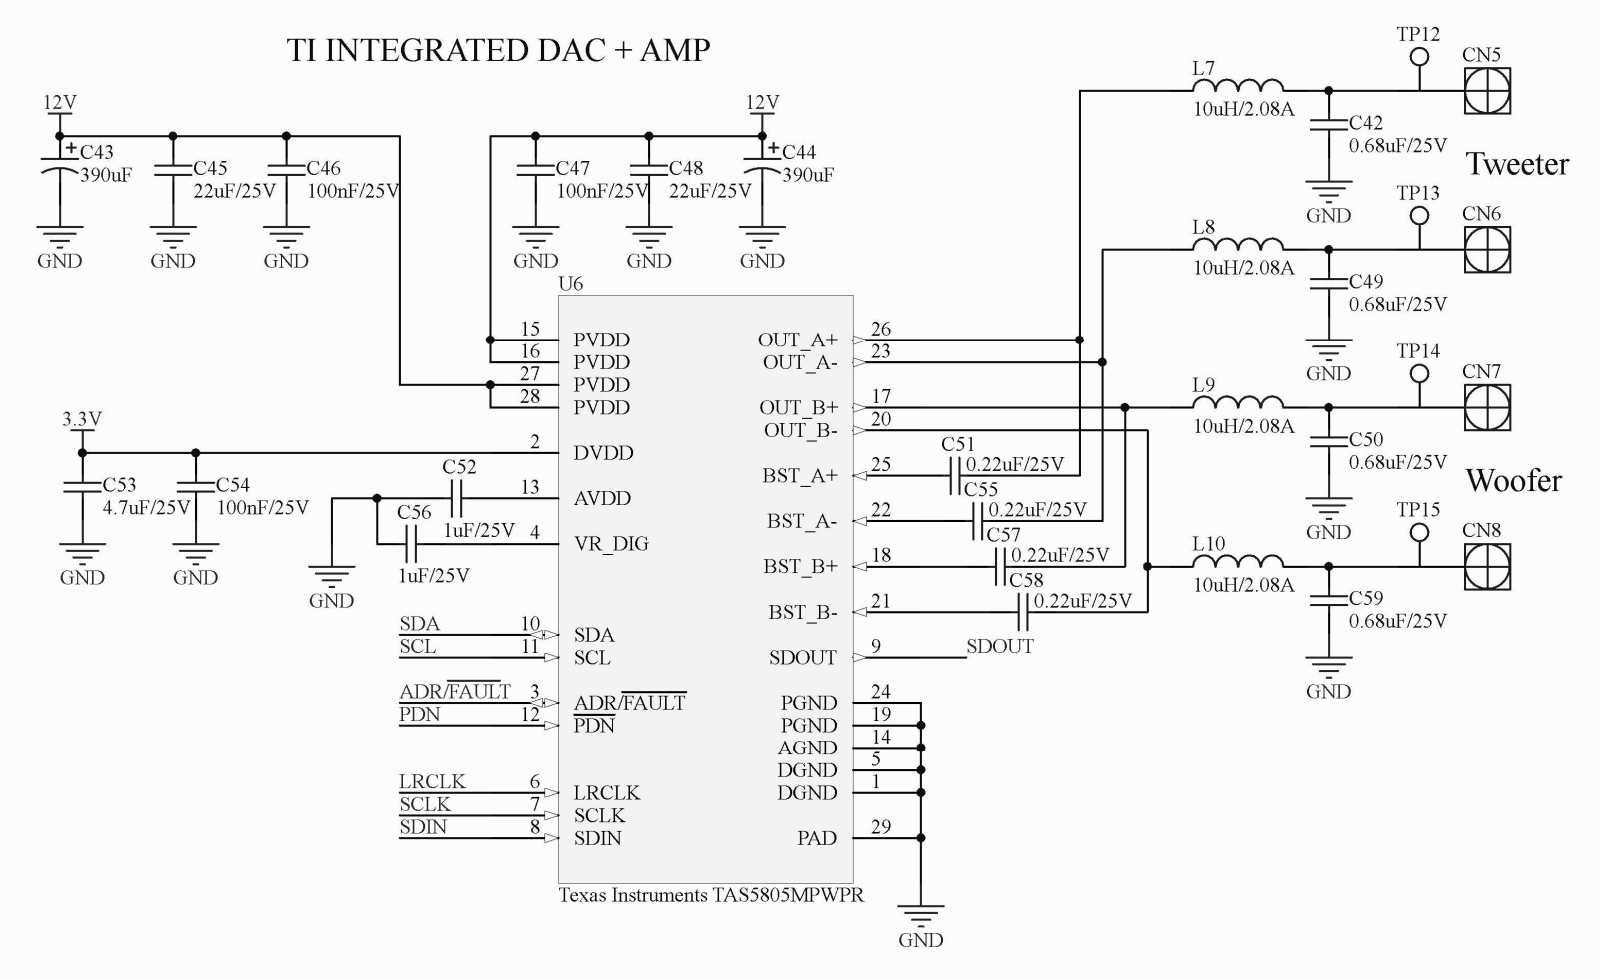 TI INTEGRATED DAC + AMP
12V
C43
390uF
GND
C45
22uF/25V
GND
C46
100nF/25V
GND
12V
C47
100nF/25V
GND
C48
22uF/25V
GND
C44
390uF
GND
3.3V
C53
4.7uF/25V
GND
C54
100nF/25V
GND
C52
1uF/25V
C56
1uF/25V
GND
U6
15 PVDD
16 PVDD
27 PVDD
28 PVDD
2 DVDD
13 AVDD
4 VR_DIG
SDA 10 SDA
SCL 11 SCL
ADR/FAULT 3 ADR/FAULT
PDN 12 PDN
LRCLK 6 LRCLK
SCLK 7 SCLK
SDIN 8 SDIN
OUT_A+ 26
OUT_A- 23
OUT_B+ 17
OUT_B- 20
BST_A+ 25
BST_A- 22
BST_B+ 18
BST_B- 21
SDOUT 9 SDOUT
PGND 24
PGND 19
AGND 14
DGND 5
DGND 1
PAD 29
GND
Texas Instruments TAS5805MPWPR
C51
0.22uF/25V
C55
0.22uF/25V
C57
0.22uF/25V
C58
0.22uF/25V
L7
10uH/2.08A
C42
0.68uF/25V
GND
TP12
CN5
Tweeter
L8
10uH/2.08A
C49
0.68uF/25V
GND
TP13
CN6
L9
10uH/2.08A
C50
0.68uF/25V
GND
TP14
CN7
Woofer
L10
10uH/2.08A
C59
0.68uF/25V
GND
TP15
CN8